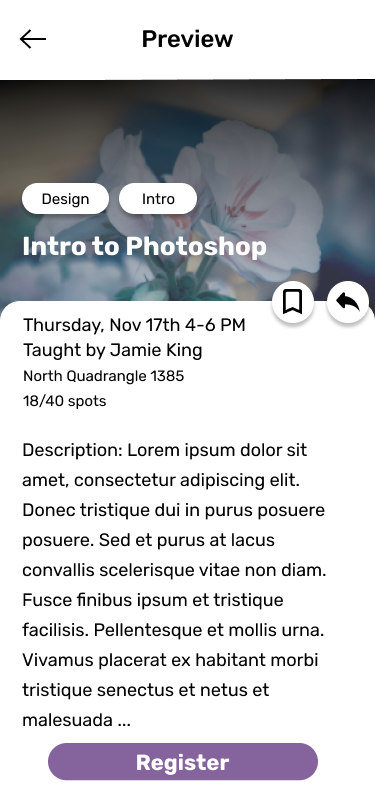 Preview
Design
Intro
Intro to Photoshop
Thursday, Nov 17th 4-6 PM
Taught by Jamie King
North Quadrangle 1385
18/40 spots
Description: Lorem ipsum dolor sit
amet, consectetur adipiscing elit.
Donec tristique dui in purus posuere
posuere. Sed et purus at lacus
convallis scelerisque vitae non diam.
Fusce finibus ipsum et tristique
facilisis. Pellentesque et mollis urna.
Vivamus placerat ex habitant morbi
tristique senectus et netus et
malesuada ...
Register